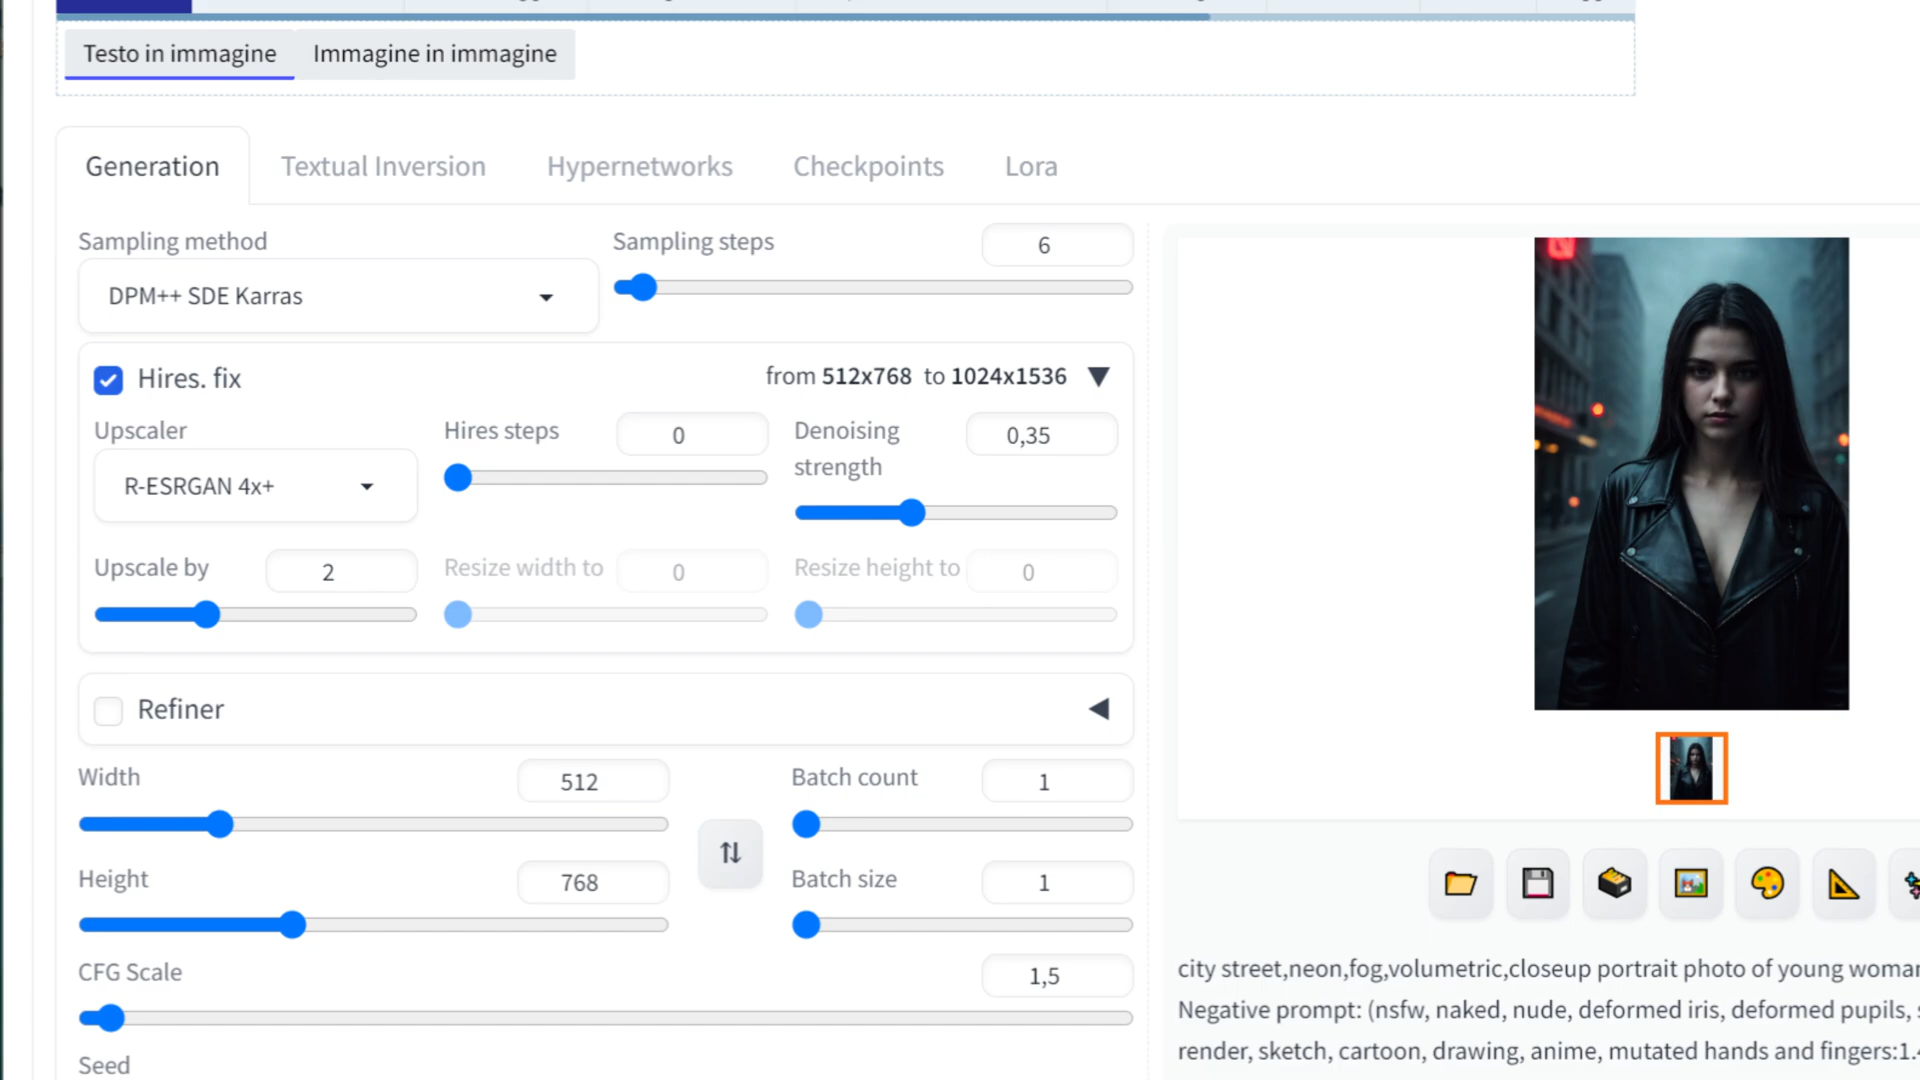 Testo in immagine Immagine in immagine
Generation Textual Inversion Hypernetworks Checkpoints Lora
Sampling method Sampling steps 6
DPM++ SDE Karras
Hires. fix from 512x768 to 1024x1536
Upscaler Hires steps 0 Denoising strength 0,35
R-ESRGAN 4x+
Upscale by 2 Resize width to 0 Resize height to 0
Refiner
Width 512 Batch count 1
Height 768 Batch size 1
CFG Scale 1,5
Seed
city street,neon,fog,volumetric,closeup portrait photo of young
Negative prompt: (nsfw, naked, nude, deformed iris, deformed pupils,
render, sketch, cartoon, drawing, anime, mutated hands and fingers:1.